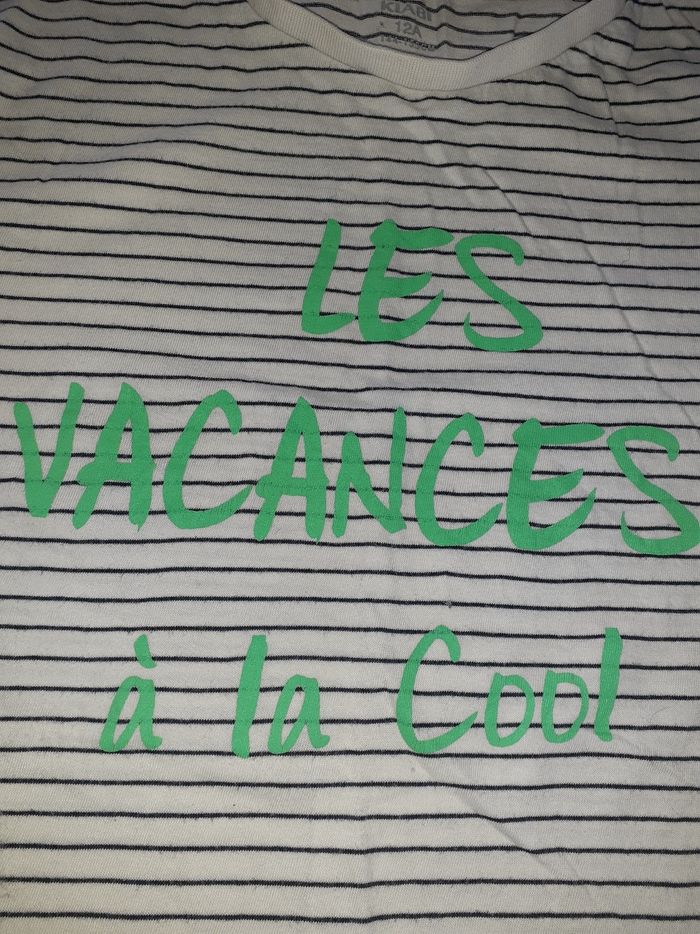 KIABI
12A
LES
VACANCES
à la Cool